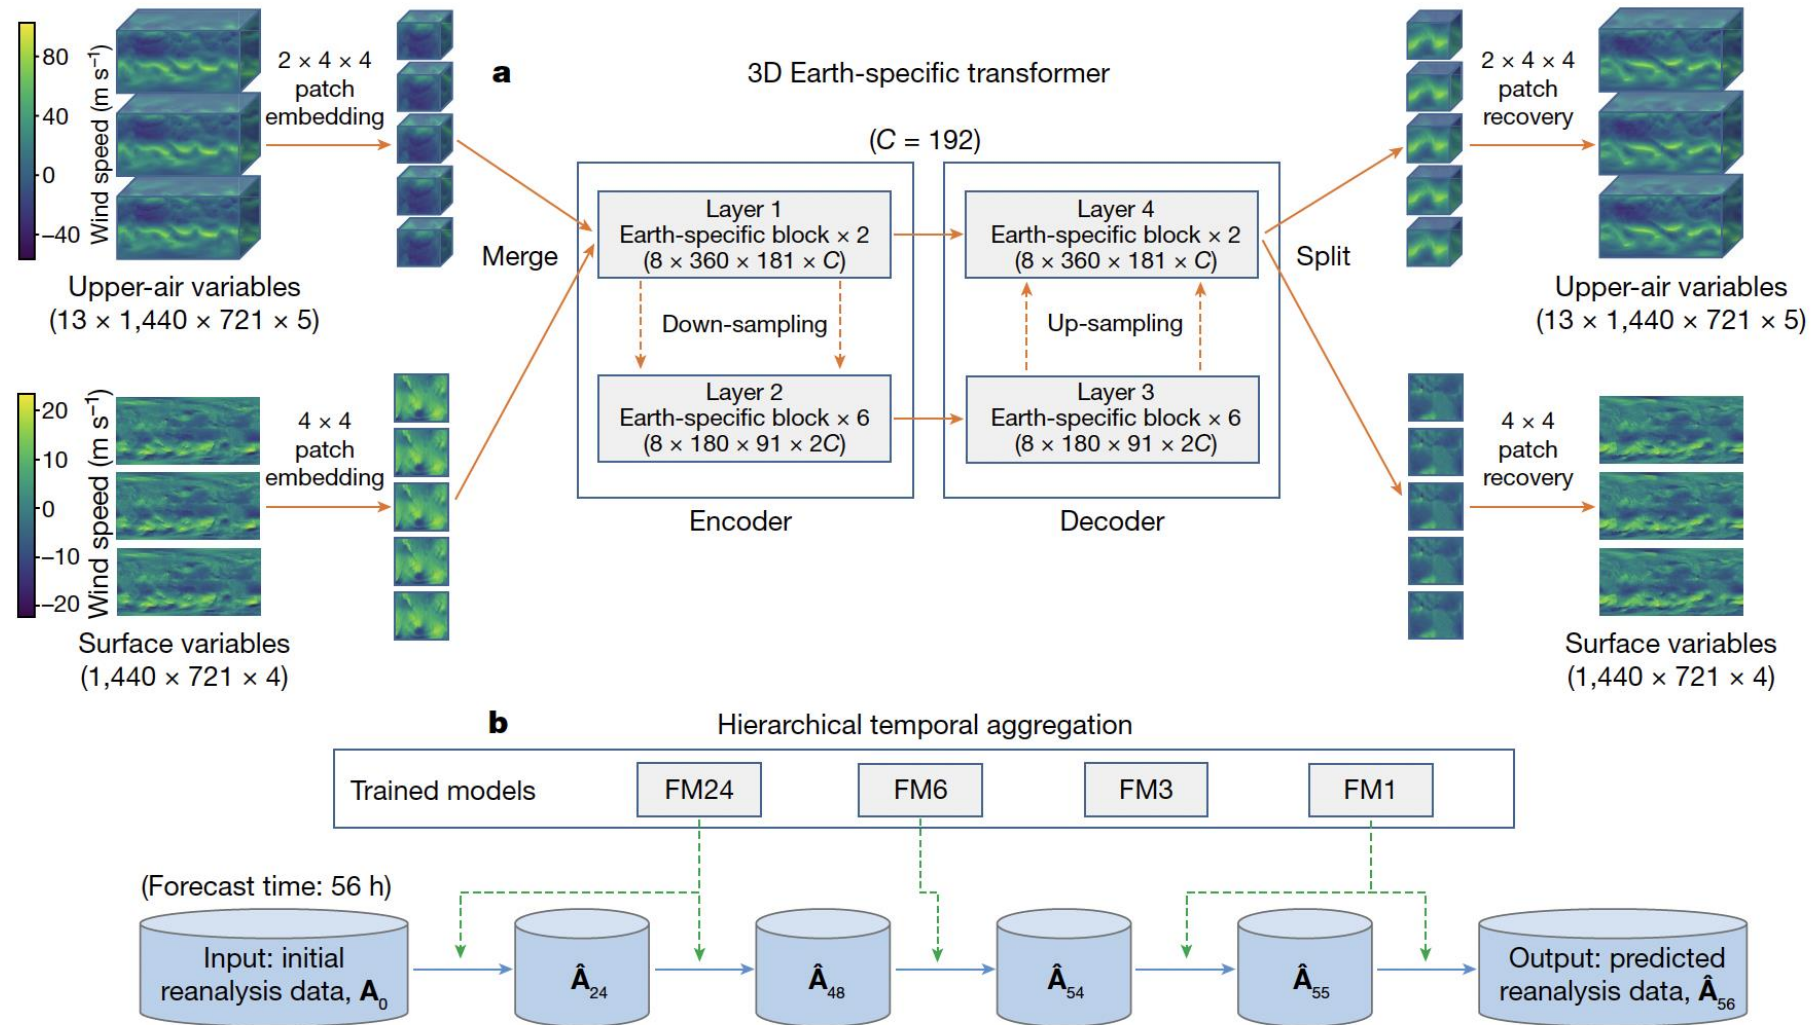 80
40
0
−40
Wind speed (m s−1)
2 × 4 × 4
patch
embedding
Upper-air variables
(13 × 1,440 × 721 × 5)
20
10
0
−10
−20
Wind speed (m s−1)
4 × 4
patch
embedding
Surface variables
(1,440 × 721 × 4)
a
3D Earth-specific transformer
(C = 192)
Merge
Layer 1
Earth-specific block × 2
(8 × 360 × 181 × C)
Down-sampling
Layer 2
Earth-specific block × 6
(8 × 180 × 91 × 2C)
Encoder
Layer 4
Earth-specific block × 2
(8 × 360 × 181 × C)
Up-sampling
Layer 3
Earth-specific block × 6
(8 × 180 × 91 × 2C)
Decoder
Split
2 × 4 × 4
patch
recovery
Upper-air variables
(13 × 1,440 × 721 × 5)
4 × 4
patch
recovery
Surface variables
(1,440 × 721 × 4)
b
Hierarchical temporal aggregation
Trained models
FM24
FM6
FM3
FM1
(Forecast time: 56 h)
Input: initial
reanalysis data, A0
Â24
Â48
Â54
Â55
Output: predicted
reanalysis data, Â56